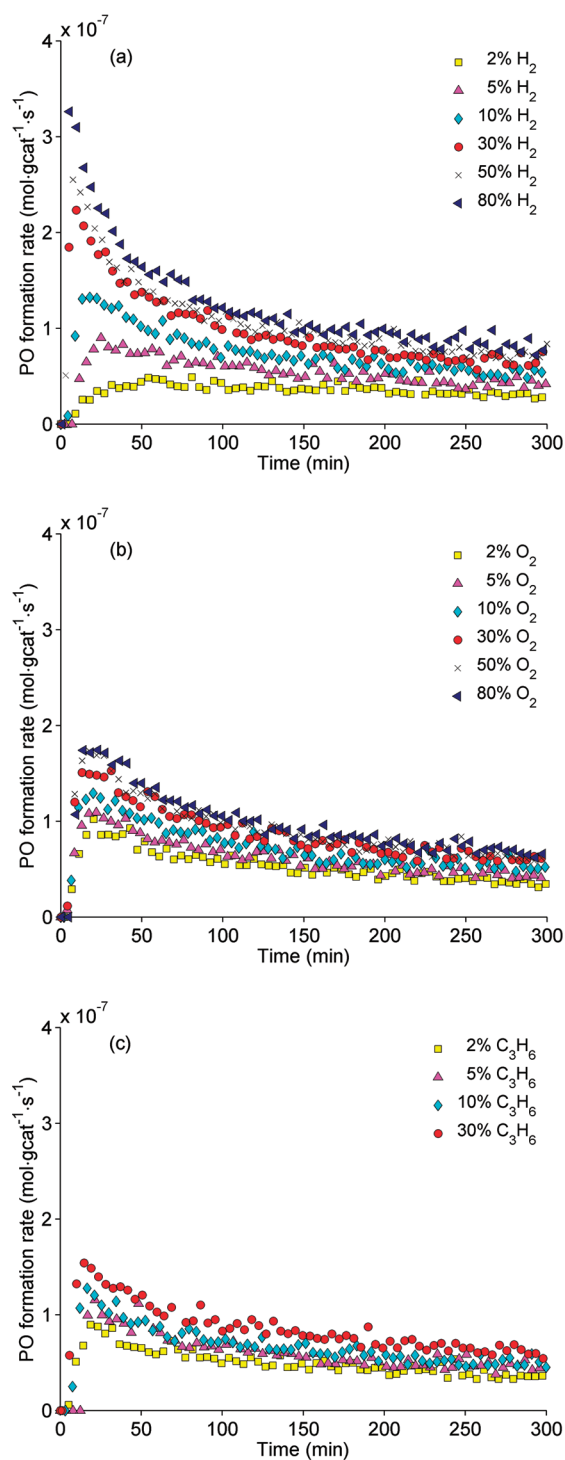 x 10⁻⁷
(a)
4
3
2
1
0
PO formation rate (mol·gcat⁻¹·s⁻¹)
2% H₂
5% H₂
10% H₂
30% H₂
50% H₂
80% H₂
0 50 100 150 200 250 300
Time (min)
x 10⁻⁷
(b)
4
3
2
1
0
PO formation rate (mol·gcat⁻¹·s⁻¹)
2% O₂
5% O₂
10% O₂
30% O₂
50% O₂
80% O₂
0 50 100 150 200 250 300
Time (min)
x 10⁻⁷
(c)
4
3
2
1
0
PO formation rate (mol·gcat⁻¹·s⁻¹)
2% C₃H₆
5% C₃H₆
10% C₃H₆
30% C₃H₆
0 50 100 150 200 250 300
Time (min)